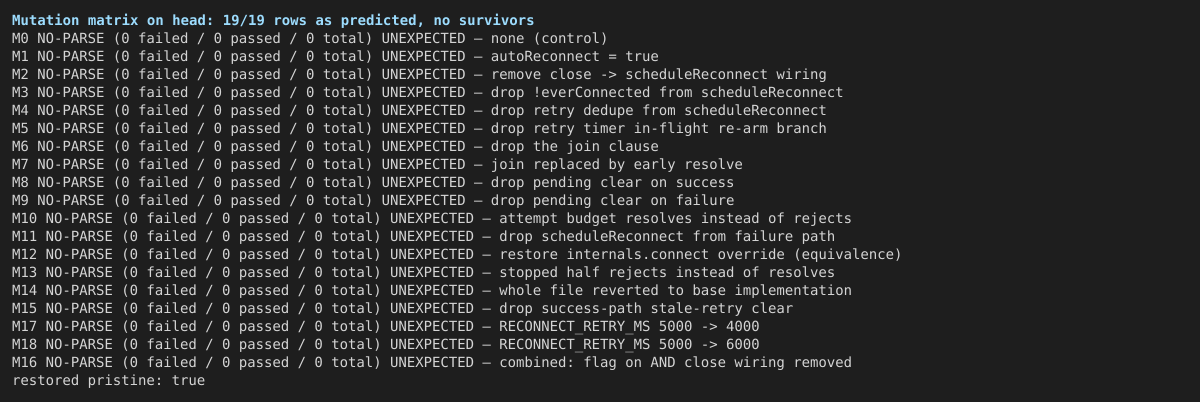 Mutation matrix on head: 19/19 rows as predicted, no survivors
M0 NO-PARSE (0 failed / 0 passed / 0 total) UNEXPECTED — none (control)
M1 NO-PARSE (0 failed / 0 passed / 0 total) UNEXPECTED — autoReconnect = true
M2 NO-PARSE (0 failed / 0 passed / 0 total) UNEXPECTED — remove close -> scheduleReconnect wiring
M3 NO-PARSE (0 failed / 0 passed / 0 total) UNEXPECTED — drop !everConnected from scheduleReconnect
M4 NO-PARSE (0 failed / 0 passed / 0 total) UNEXPECTED — drop retry dedupe from scheduleReconnect
M5 NO-PARSE (0 failed / 0 passed / 0 total) UNEXPECTED — drop retry timer in-flight re-arm branch
M6 NO-PARSE (0 failed / 0 passed / 0 total) UNEXPECTED — drop the join clause
M7 NO-PARSE (0 failed / 0 passed / 0 total) UNEXPECTED — join replaced by early resolve
M8 NO-PARSE (0 failed / 0 passed / 0 total) UNEXPECTED — drop pending clear on success
M9 NO-PARSE (0 failed / 0 passed / 0 total) UNEXPECTED — drop pending clear on failure
M10 NO-PARSE (0 failed / 0 passed / 0 total) UNEXPECTED — attempt budget resolves instead of rejects
M11 NO-PARSE (0 failed / 0 passed / 0 total) UNEXPECTED — drop scheduleReconnect from failure path
M12 NO-PARSE (0 failed / 0 passed / 0 total) UNEXPECTED — restore internals.connect override (equivalence)
M13 NO-PARSE (0 failed / 0 passed / 0 total) UNEXPECTED — stopped half rejects instead of resolves
M14 NO-PARSE (0 failed / 0 passed / 0 total) UNEXPECTED — whole file reverted to base implementation
M15 NO-PARSE (0 failed / 0 passed / 0 total) UNEXPECTED — drop success-path stale-retry clear
M17 NO-PARSE (0 failed / 0 passed / 0 total) UNEXPECTED — RECONNECT_RETRY_MS 5000 -> 4000
M18 NO-PARSE (0 failed / 0 passed / 0 total) UNEXPECTED — RECONNECT_RETRY_MS 5000 -> 6000
M16 NO-PARSE (0 failed / 0 passed / 0 total) UNEXPECTED — combined: flag on AND close wiring removed
restored pristine: true